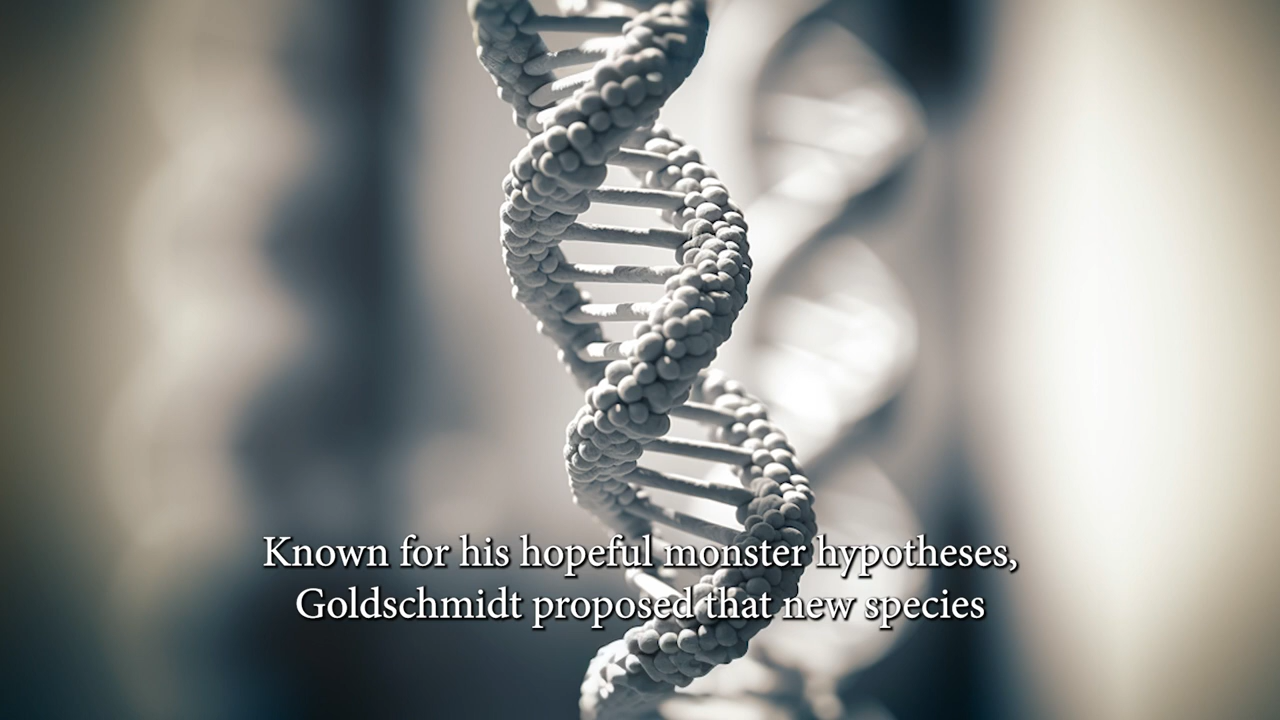 Known for his hopeful monster hypotheses,
Goldschmidt proposed that new species